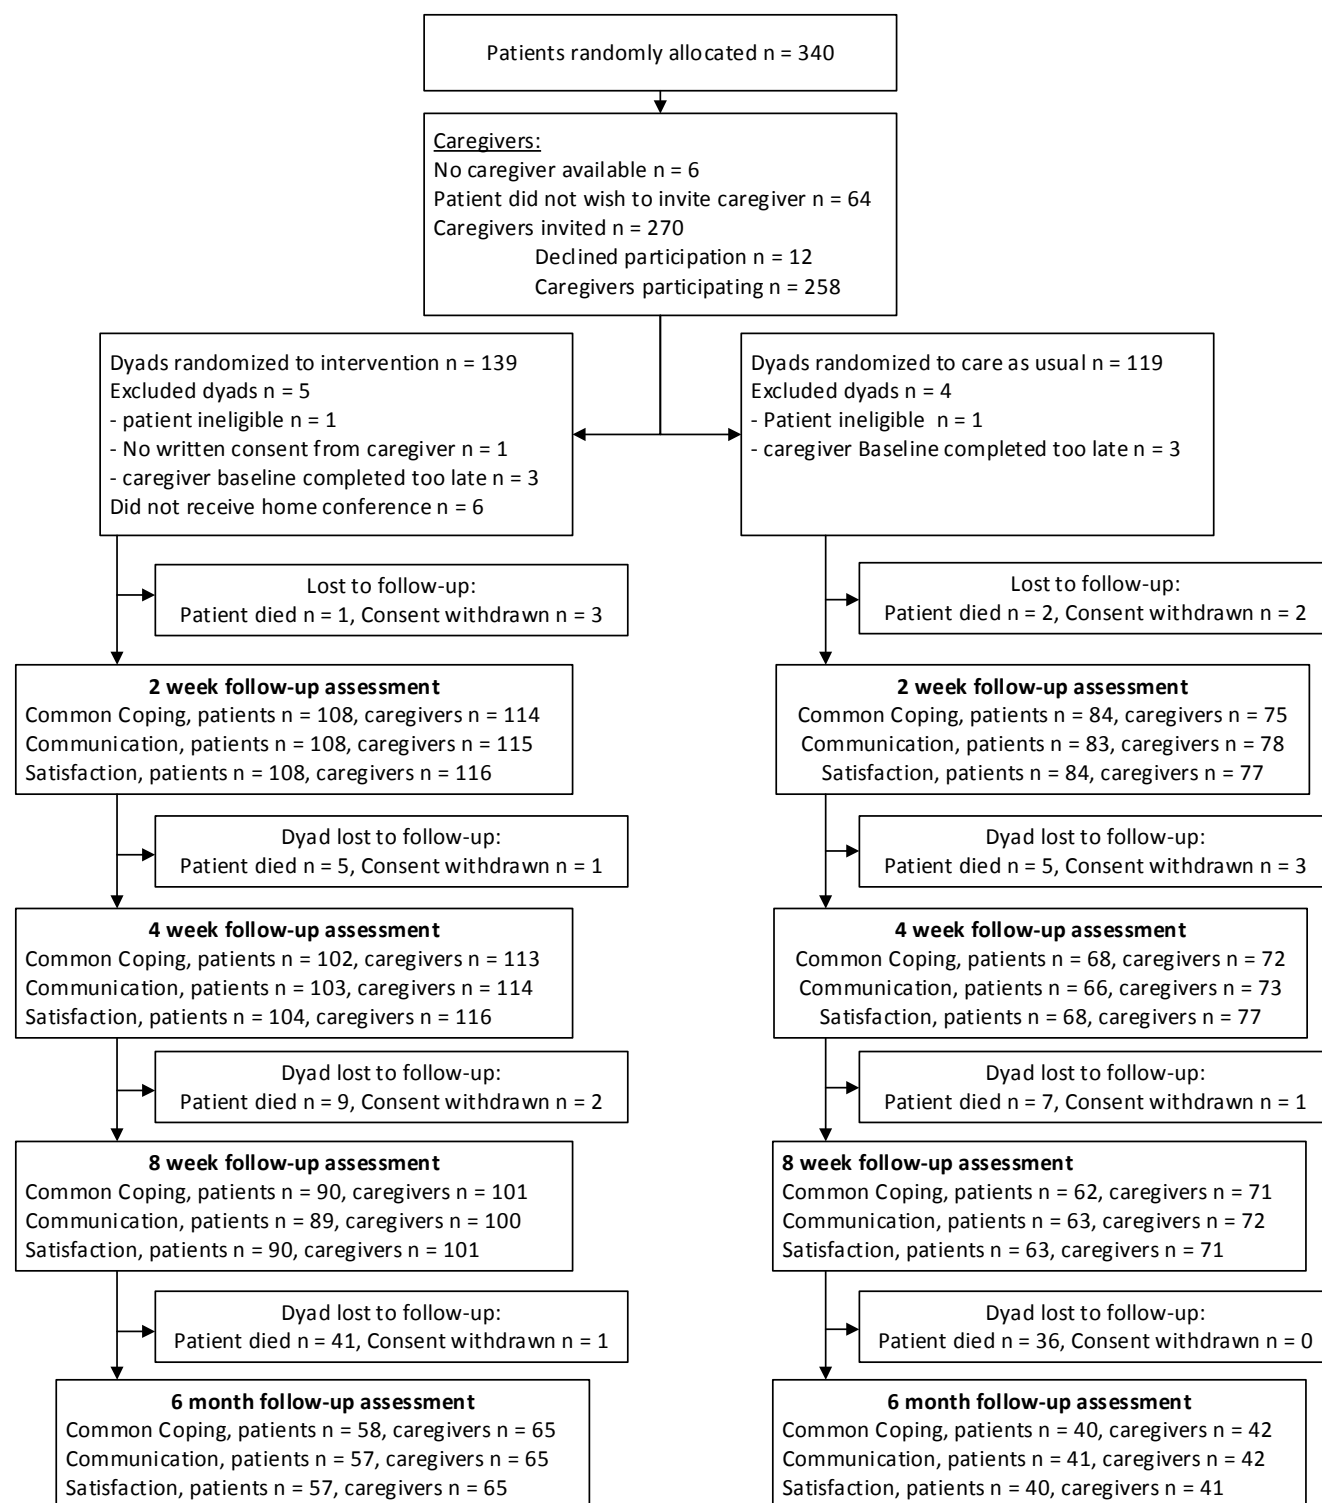 Patients randomly allocated n = 340
Caregivers:
No caregiver available n = 6
Patient did not wish to invite caregiver n = 64
Caregivers invited n = 270
Declined participation n = 12
Caregivers participating n = 258
Dyads randomized to intervention n = 139
Excluded dyads n = 5
- patient ineligible n = 1
- No written consent from caregiver n = 1
- caregiver baseline completed too late n = 3
Did not receive home conference n = 6
Dyads randomized to care as usual n = 119
Excluded dyads n = 4
- Patient ineligible n = 1
- caregiver Baseline completed too late n = 3
Lost to follow-up:
Patient died n = 1, Consent withdrawn n = 3
Lost to follow-up:
Patient died n = 2, Consent withdrawn n = 2
2 week follow-up assessment
Common Coping, patients n = 108, caregivers n = 114
Communication, patients n = 108, caregivers n = 115
Satisfaction, patients n = 108, caregivers n = 116
2 week follow-up assessment
Common Coping, patients n = 84, caregivers n = 75
Communication, patients n = 83, caregivers n = 78
Satisfaction, patients n = 84, caregivers n = 77
Dyad lost to follow-up:
Patient died n = 5, Consent withdrawn n = 1
Dyad lost to follow-up:
Patient died n = 5, Consent withdrawn n = 3
4 week follow-up assessment
Common Coping, patients n = 102, caregivers n = 113
Communication, patients n = 103, caregivers n = 114
Satisfaction, patients n = 104, caregivers n = 116
4 week follow-up assessment
Common Coping, patients n = 68, caregivers n = 72
Communication, patients n = 66, caregivers n = 73
Satisfaction, patients n = 68, caregivers n = 77
Dyad lost to follow-up:
Patient died n = 9, Consent withdrawn n = 2
Dyad lost to follow-up:
Patient died n = 7, Consent withdrawn n = 1
8 week follow-up assessment
Common Coping, patients n = 90, caregivers n = 101
Communication, patients n = 89, caregivers n = 100
Satisfaction, patients n = 90, caregivers n = 101
8 week follow-up assessment
Common Coping, patients n = 62, caregivers n = 71
Communication, patients n = 63, caregivers n = 72
Satisfaction, patients n = 63, caregivers n = 71
Dyad lost to follow-up:
Patient died n = 41, Consent withdrawn n = 1
Dyad lost to follow-up:
Patient died n = 36, Consent withdrawn n = 0
6 month follow-up assessment
Common Coping, patients n = 58, caregivers n = 65
Communication, patients n = 57, caregivers n = 65
Satisfaction, patients n = 57, caregivers n = 65
6 month follow-up assessment
Common Coping, patients n = 40, caregivers n = 42
Communication, patients n = 41, caregivers n = 42
Satisfaction, patients n = 40, caregivers n = 41